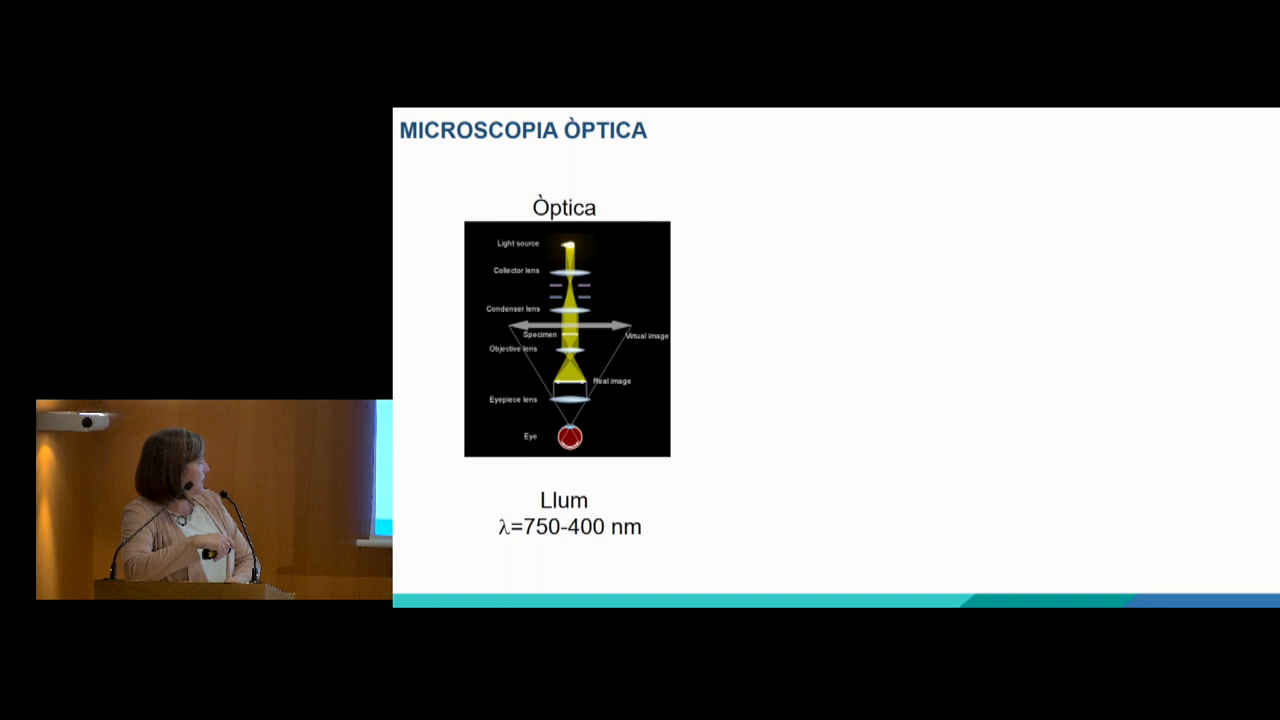 MICROSCOPIA ÒPTICA
Òptica
Light source
Collector lens
Condenser lens
Specimen
Virtual image
Objective lens
Real image
Eyepiece lens
Eye
Llum
λ=750-400 nm